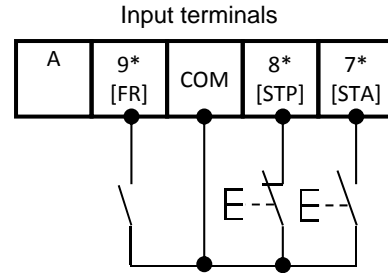 Input terminals
A 9* COM 8* 7*
[FR] [STP] [STA]